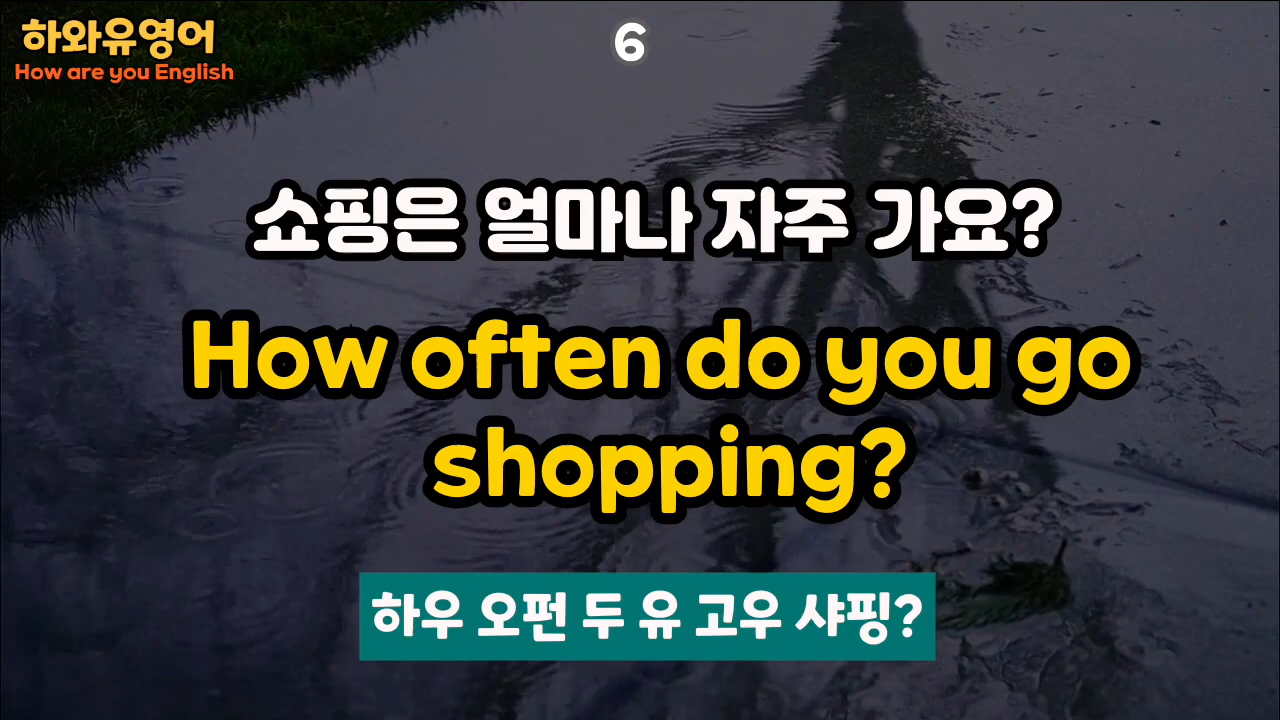 하와유영어
How are you English
6
쇼핑은 얼마나 자주 가요?
How often do you go
shopping?
하우 오펀 두 유 고우 샤핑?